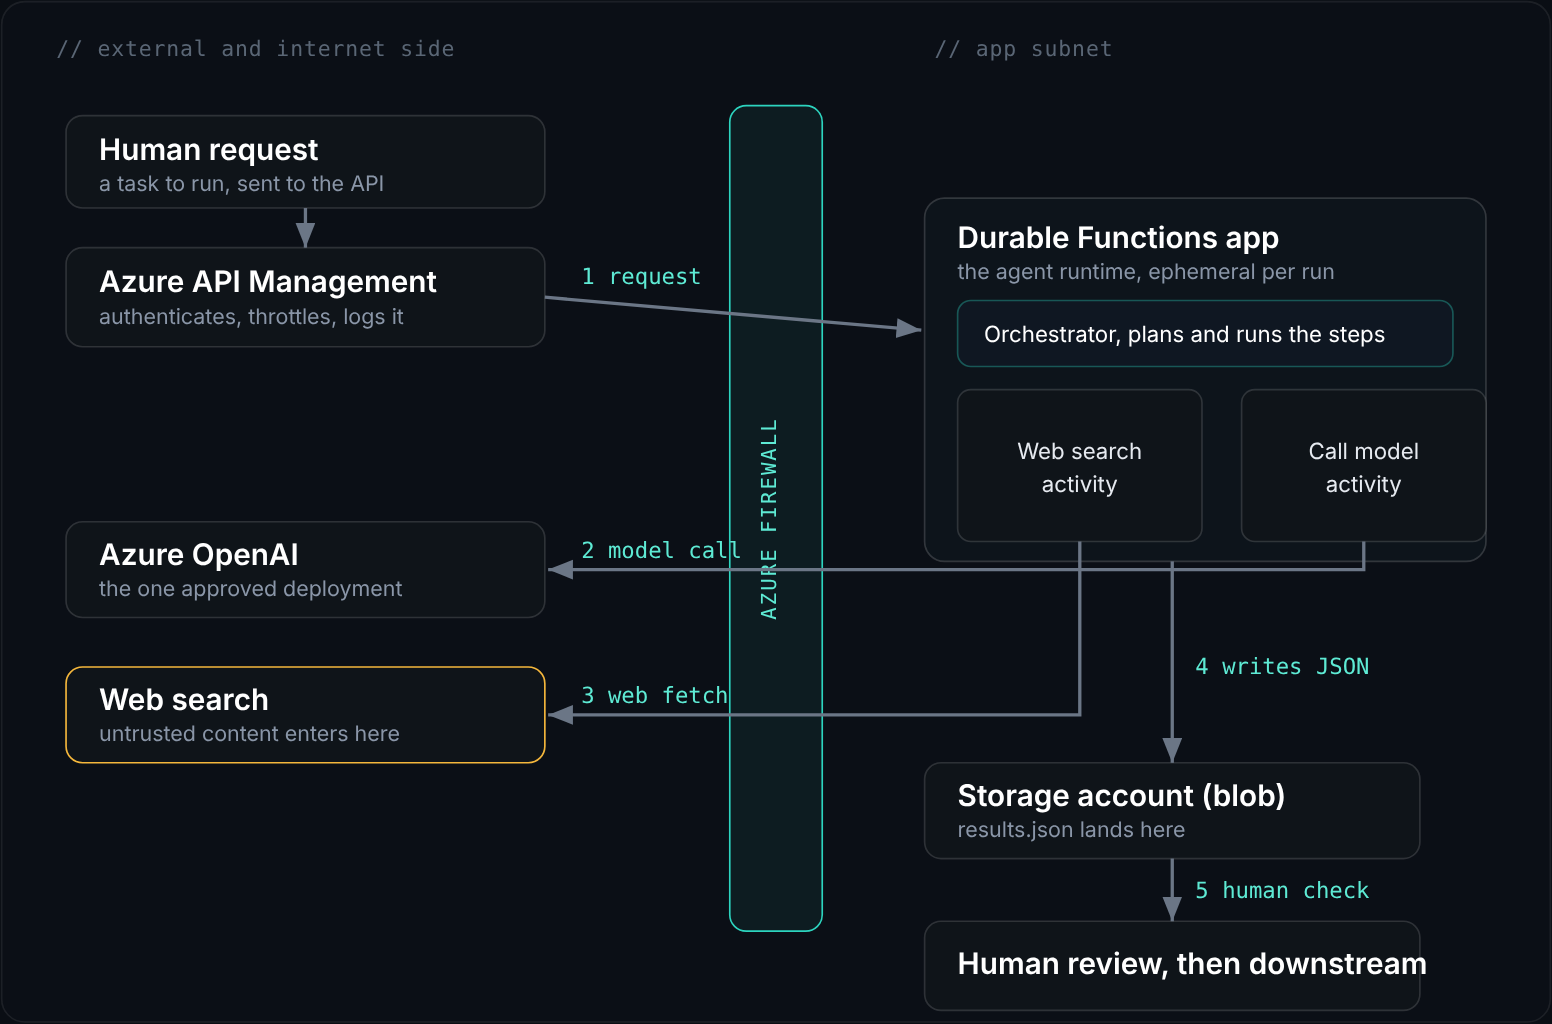 // external and internet side
// app subnet
Human request
a task to run, sent to the API
Azure API Management
authenticates, throttles, logs it
1 request
Durable Functions app
the agent runtime, ephemeral per run
Orchestrator, plans and runs the steps
Web search
activity
Call model
activity
AZURE FIREWALL
Azure OpenAI
the one approved deployment
2 model call
Web search
untrusted content enters here
3 web fetch
4 writes JSON
Storage account (blob)
results.json lands here
5 human check
Human review, then downstream